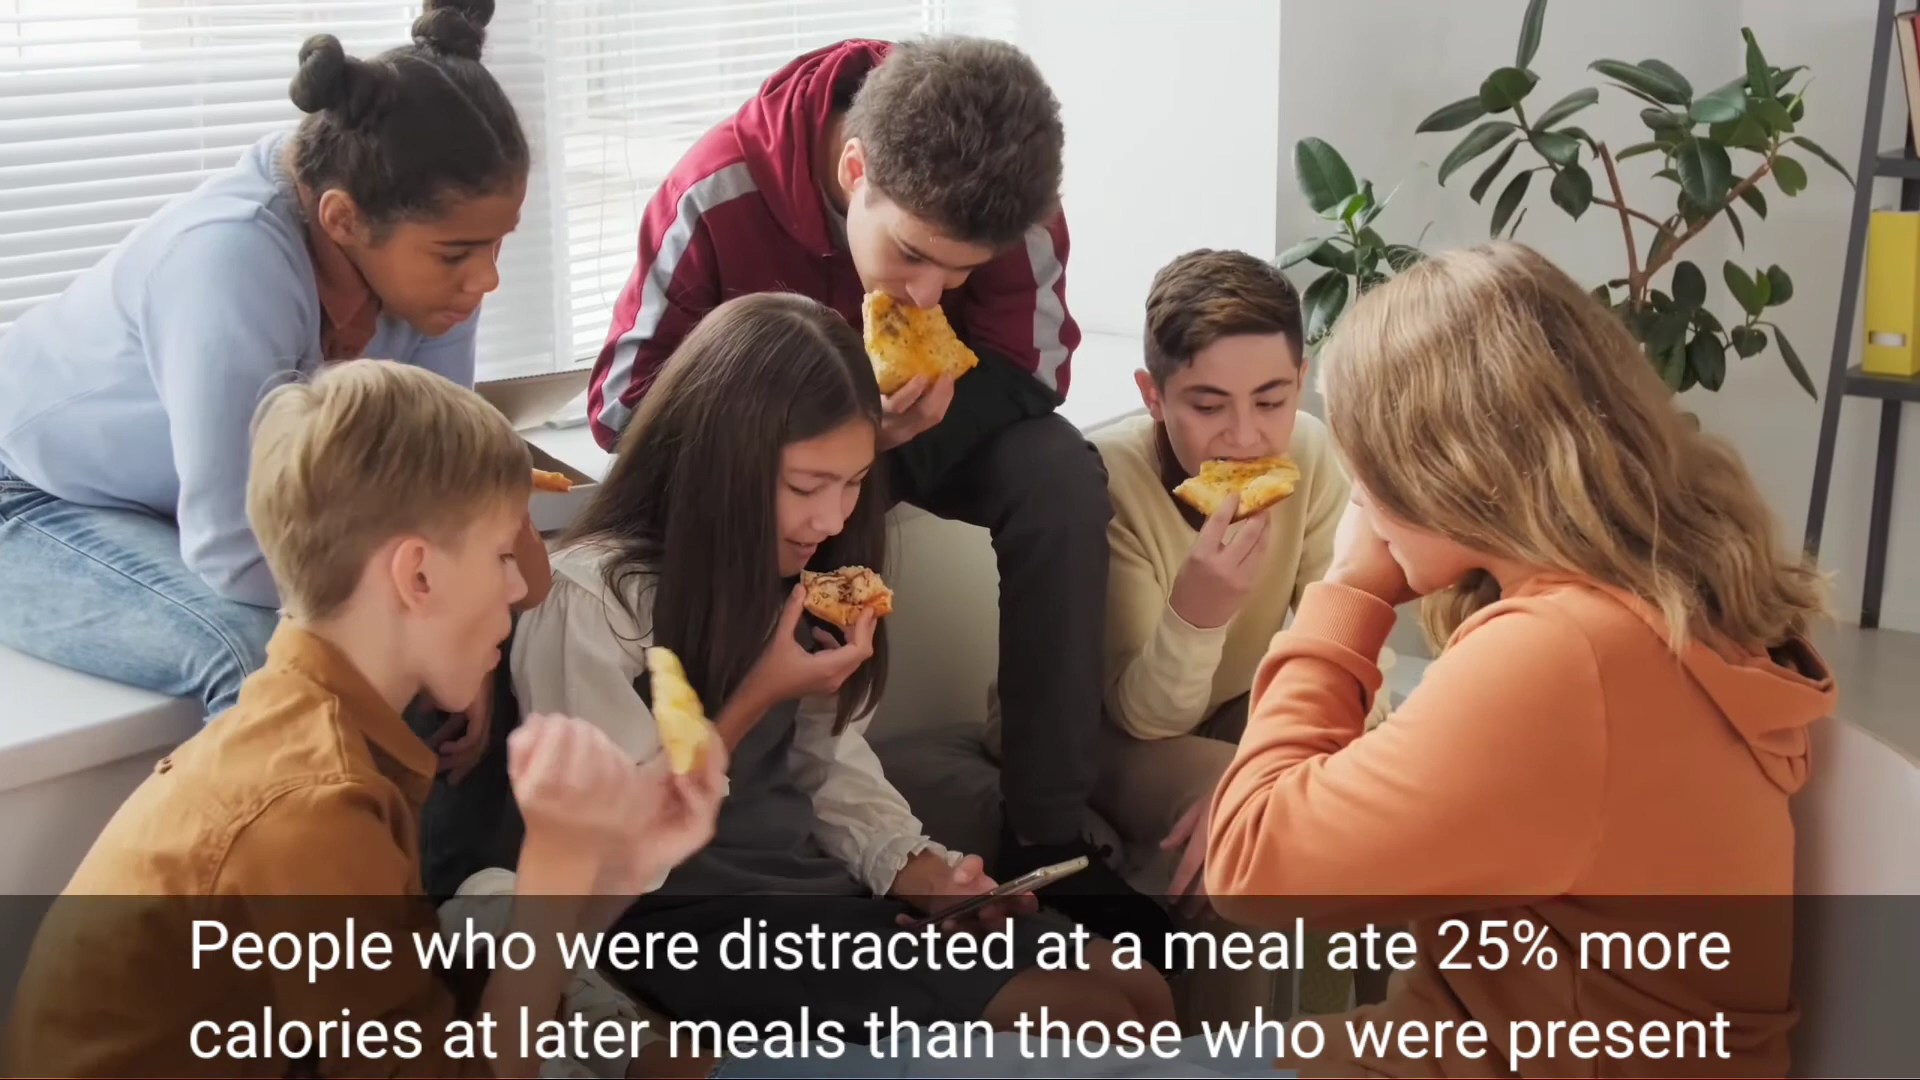 People who were distracted at a meal ate 25% more
calories at later meals than those who were present